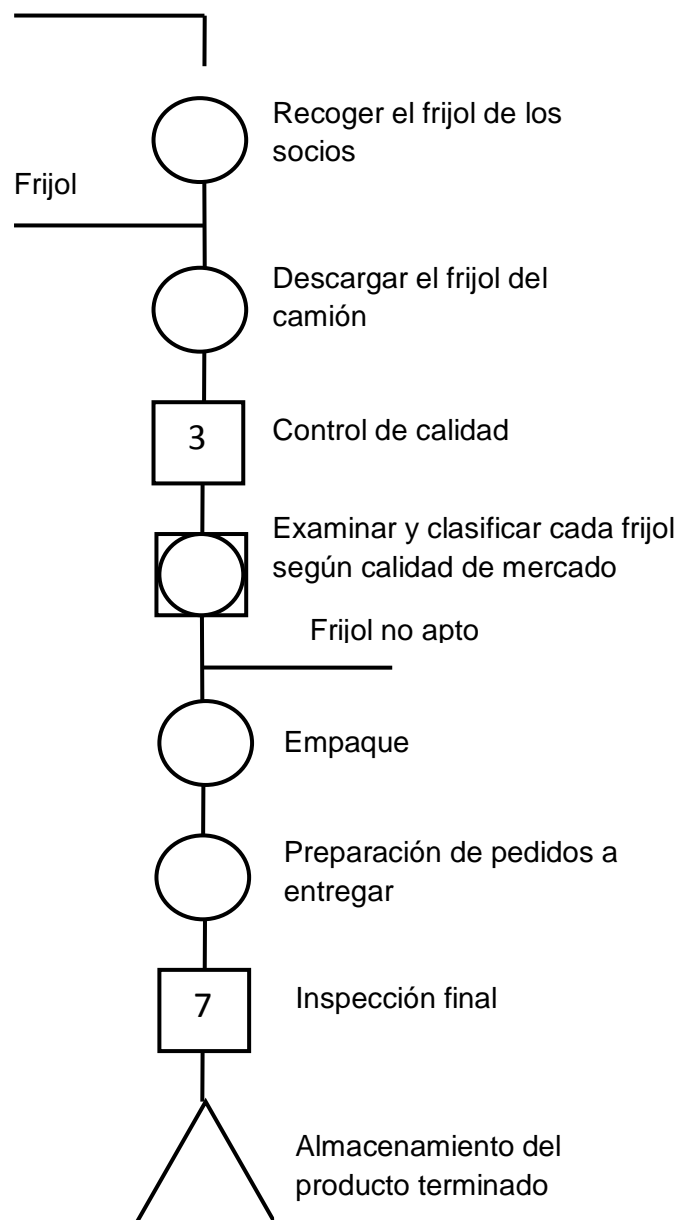 Recoger el frijol de los
socios
Frijol
Descargar el frijol del
camión
3
Control de calidad
Examinar y clasificar cada frijol
según calidad de mercado
Frijol no apto
Empaque
Preparación de pedidos a
entregar
7
Inspección final
Almacenamiento del
producto terminado